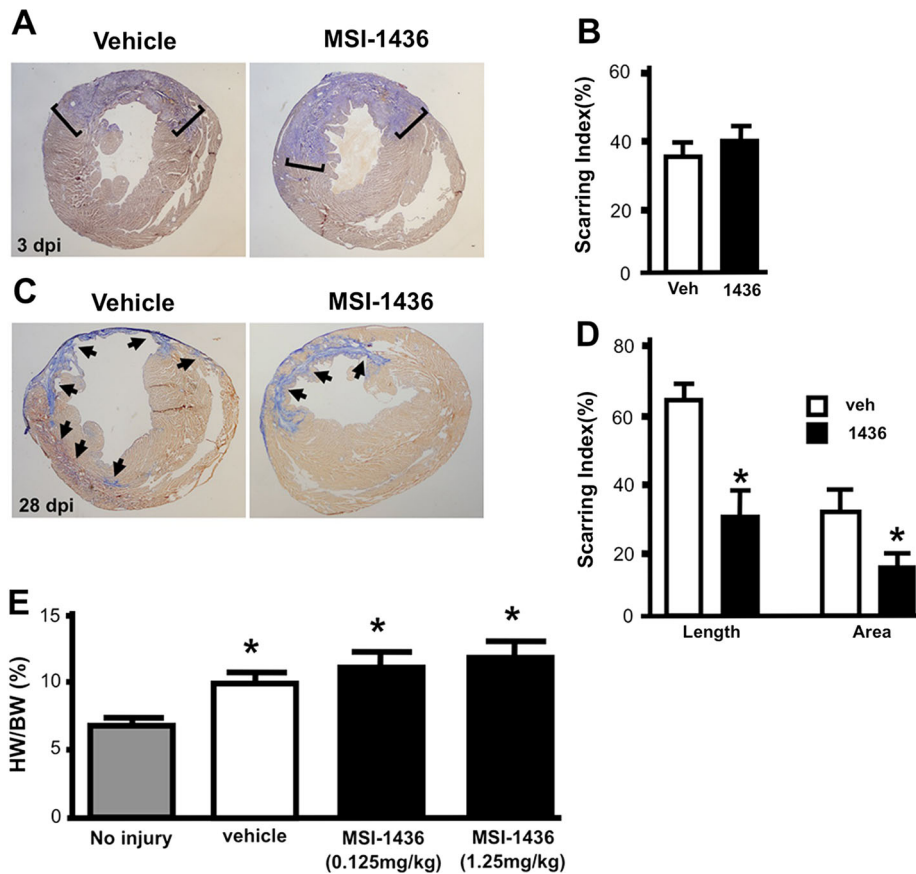 A
Vehicle
MSI-1436
3 dpi
B
Scarring Index(%)
60
40
20
0
Veh
1436
C
Vehicle
MSI-1436
28 dpi
D
Scarring Index(%)
80
60
40
20
0
veh
1436
*
*
Length
Area
E
HW/BW (%)
15
10
5
0
*
*
*
No injury
vehicle
MSI-1436
(0.125mg/kg)
MSI-1436
(1.25mg/kg)